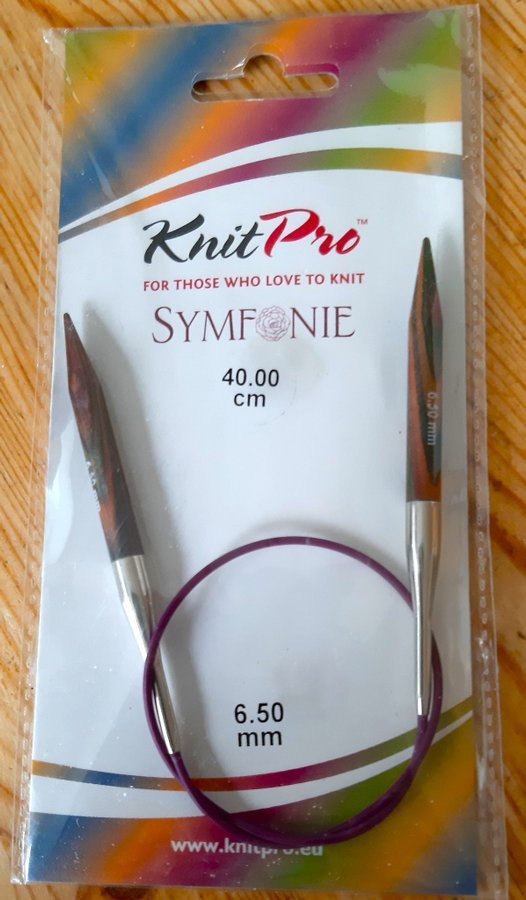 KnitPro™
FOR THOSE WHO LOVE TO KNIT
SYMFONIE
40.00
cm
6.50 mm
6.50
mm
www.knitpro.eu